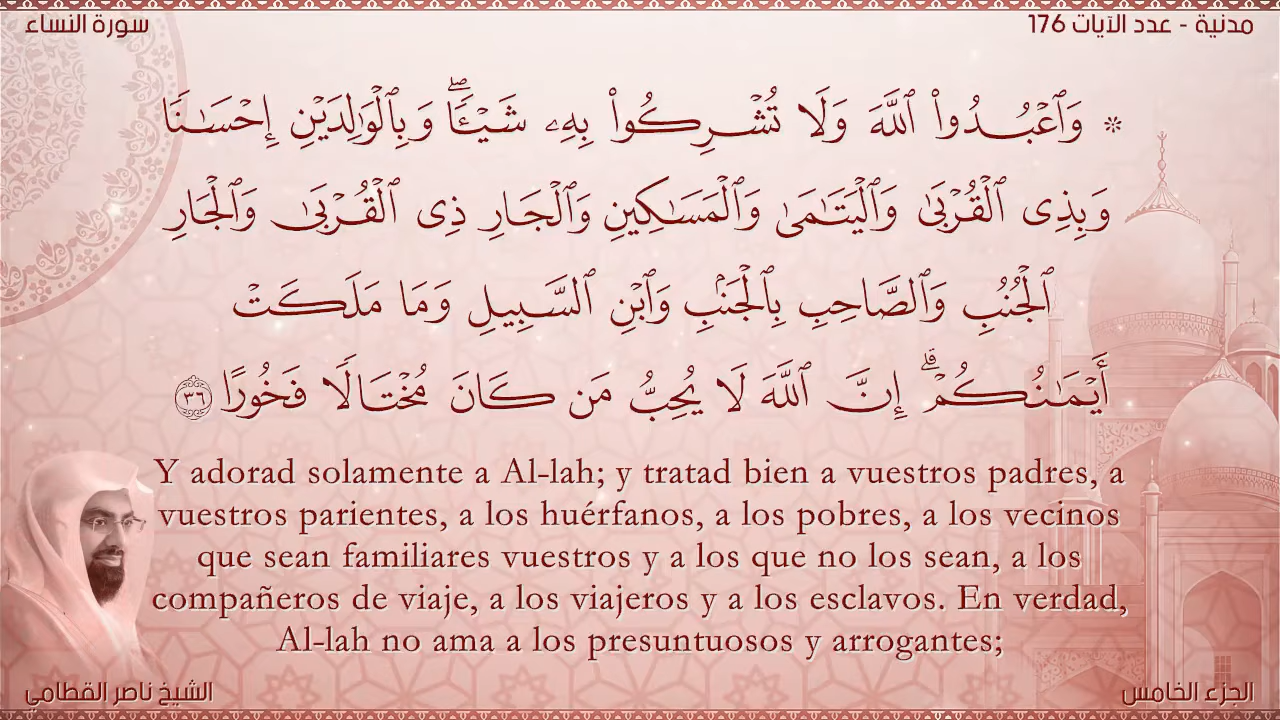 سورة النساء
مدنية - عدد الآيات 176
* وَٱعْبُدُوا۟ ٱللَّهَ وَلَا تُشْرِكُوا۟ بِهِۦ شَيْـًٔا ۖ وَبِٱلْوَٰلِدَيْنِ إِحْسَـٰنًا
وَبِذِى ٱلْقُرْبَىٰ وَٱلْيَتَـٰمَىٰ وَٱلْمَسَـٰكِينِ وَٱلْجَارِ ذِى ٱلْقُرْبَىٰ وَٱلْجَارِ
ٱلْجُنُبِ وَٱلصَّاحِبِ بِٱلْجَنۢبِ وَٱبْنِ ٱلسَّبِيلِ وَمَا مَلَكَتْ
أَيْمَـٰنُكُمْ ۗ إِنَّ ٱللَّهَ لَا يُحِبُّ مَن كَانَ مُخْتَالًا فَخُورًا ٣٦
Y adorad solamente a Al-lah; y tratad bien a vuestros padres, a
vuestros parientes, a los huérfanos, a los pobres, a los vecinos
que sean familiares vuestros y a los que no los sean, a los
compañeros de viaje, a los viajeros y a los esclavos. En verdad,
Al-lah no ama a los presuntuosos y arrogantes;
الشيخ ناصر القطامي
الجزء الخامس